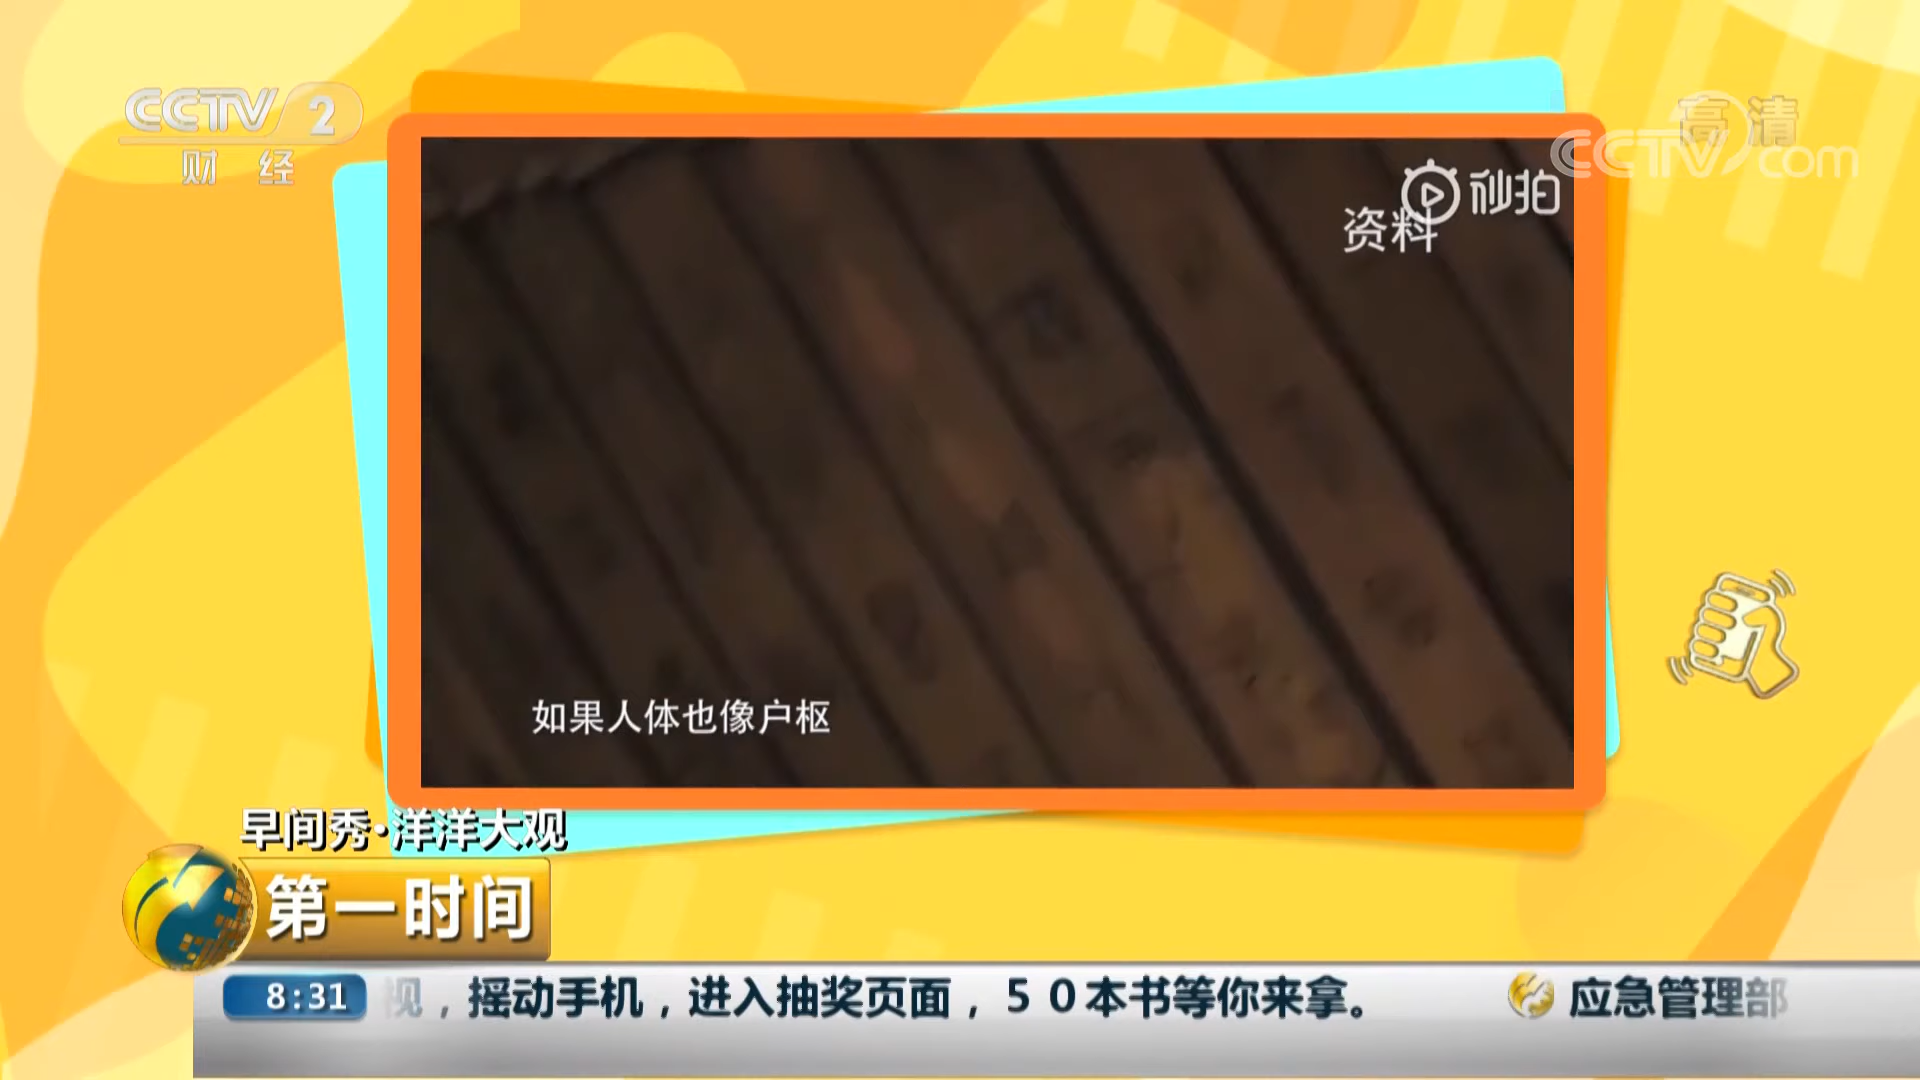 CCTV 2
财 经
高清
CCTV.com
秒拍
资料
如果人体也像户枢
早间秀·洋洋大观
第一时间
8:31
视，摇动手机，进入抽奖页面，50本书等你来拿。
应急管理部